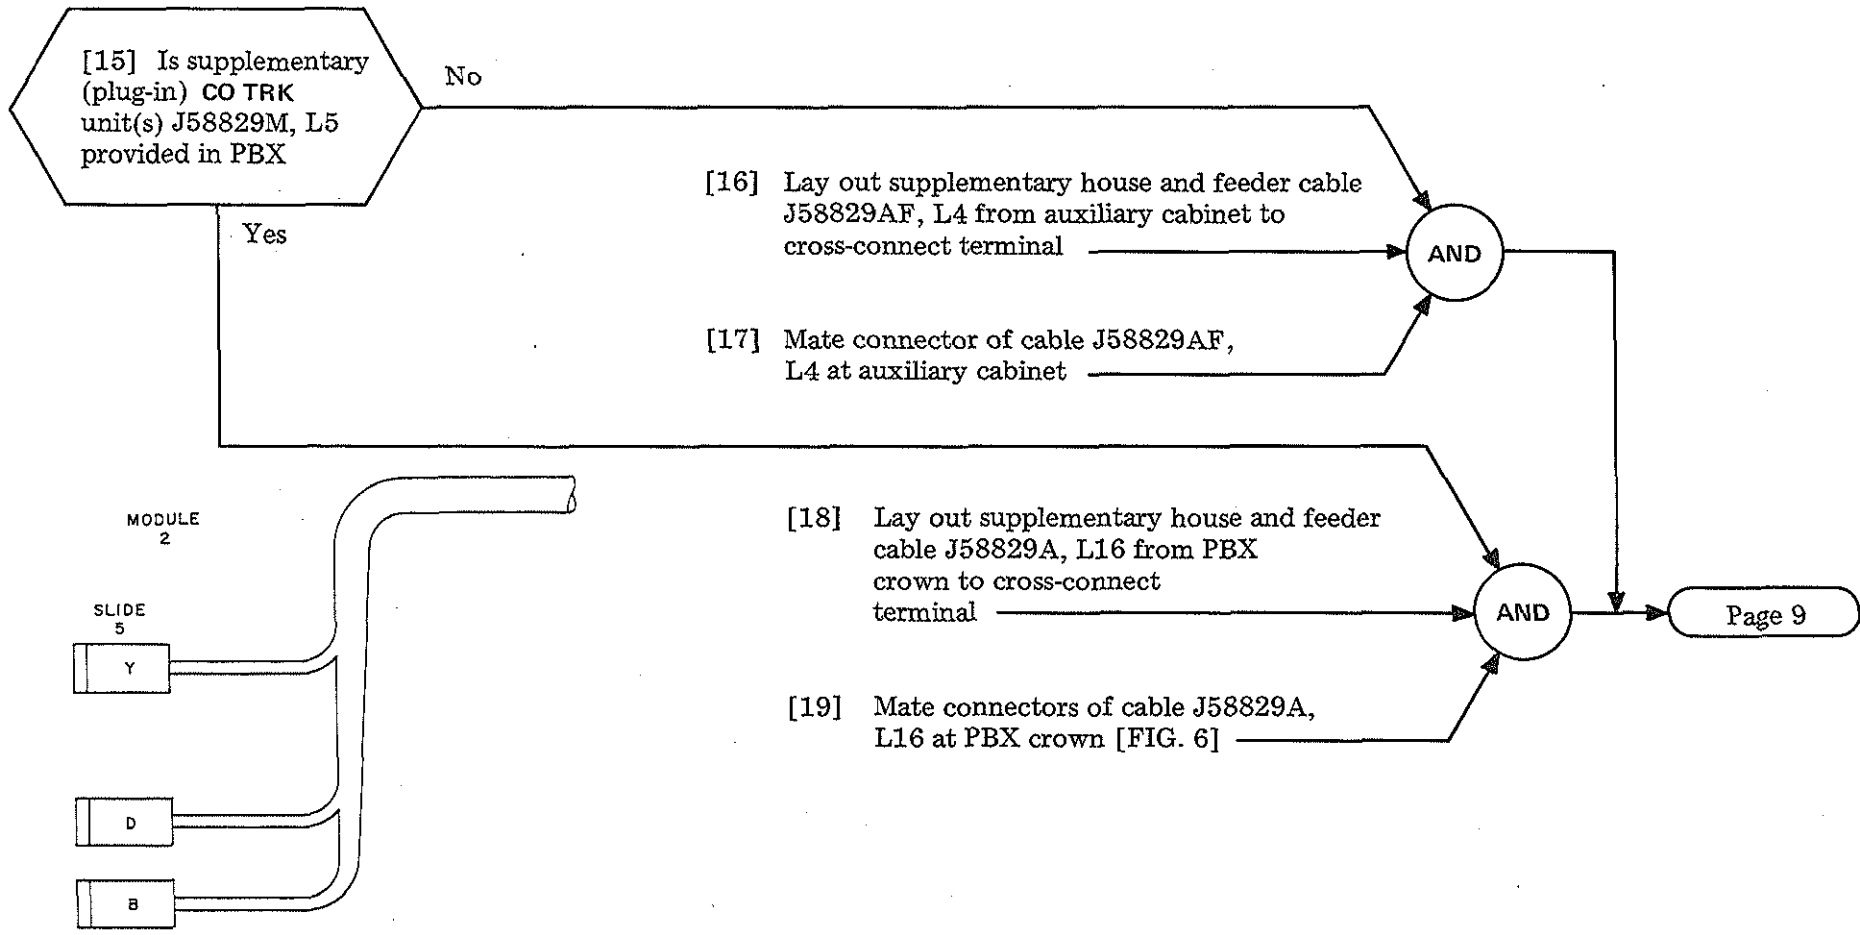 [15] Is supplementary
(plug-in) CO TRK
unit(s) J58829M, L5
provided in PBX
No
Yes
[16] Lay out supplementary house and feeder cable
J58829AF, L4 from auxiliary cabinet to
cross-connect terminal
AND
[17] Mate connector of cable J58829AF,
L4 at auxiliary cabinet
[18] Lay out supplementary house and feeder
cable J58829A, L16 from PBX
crown to cross-connect
terminal
AND
Page 9
[19] Mate connectors of cable J58829A,
L16 at PBX crown [FIG. 6]
MODULE
2
SLIDE
5
Y
D
B